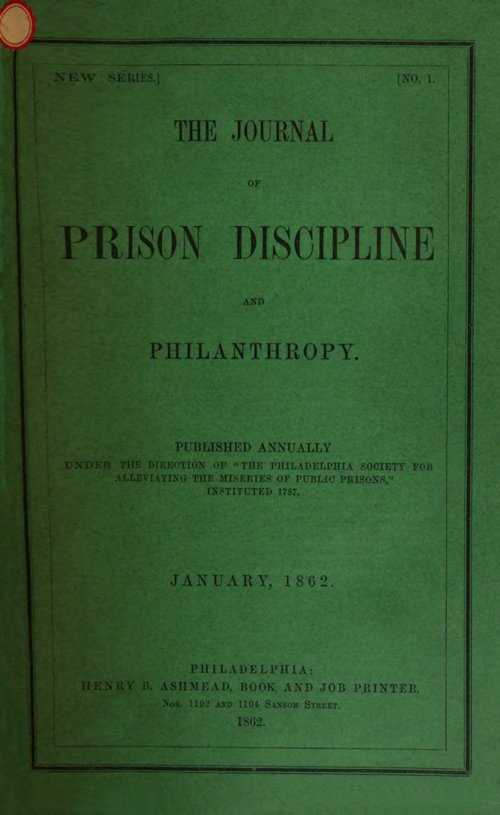 NEW SERIES.]
[NO. 1.
THE JOURNAL
OF
PRISON DISCIPLINE
AND
PHILANTHROPY.
PUBLISHED ANNUALLY
UNDER THE DIRECTION OF "THE PHILADELPHIA SOCIETY FOR
ALLEVIATING THE MISERIES OF PUBLIC PRISONS,"
INSTITUTED 1787.
JANUARY, 1862.
PHILADELPHIA:
HENRY B. ASHMEAD, BOOK AND JOB PRINTER,
Nos. 1102 AND 1104 SANSOM STREET.
1862.